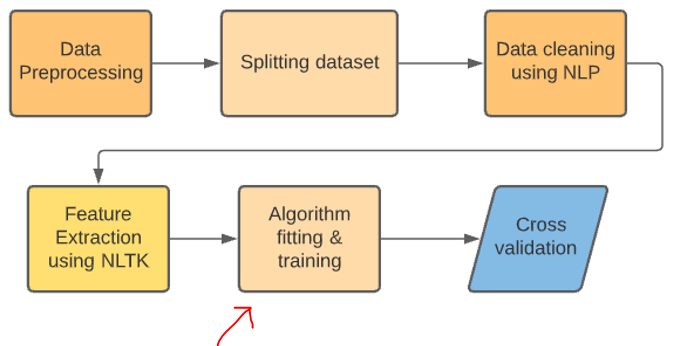 Data
Preprocessing
Splitting dataset
Data cleaning
using NLP
Feature
Extraction
using NLTK
Algorithm
fitting &
training
Cross
validation